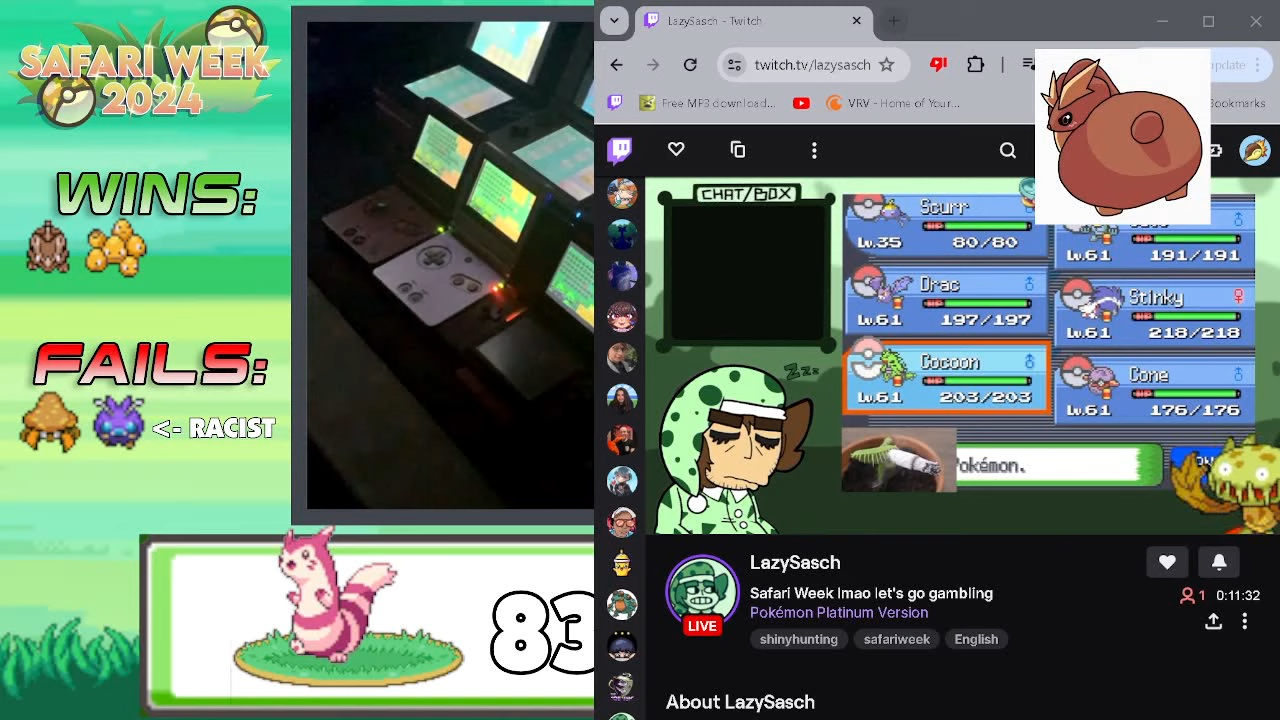 SAFARI WEEK
2024
WINS:
FAILS:
<- RACIST
83
LazySasch - Twitch
twitch.tv/lazysasch
update
Free MP3 download...
VRV - Home of Your...
Bookmarks
CHAT/BOX
Scurr
Lv.35 80/80
Lv.61 191/191
Drac
Lv.61 197/197
Stinky
Lv.61 218/218
Cocoon
Lv.61 203/203
Cone
Lv.61 176/176
Pokémon.
Zzz
LazySasch
Safari Week lmao let's go gambling
Pokémon Platinum Version
LIVE
1 0:11:32
shinyhunting safariweek English
About LazySasch